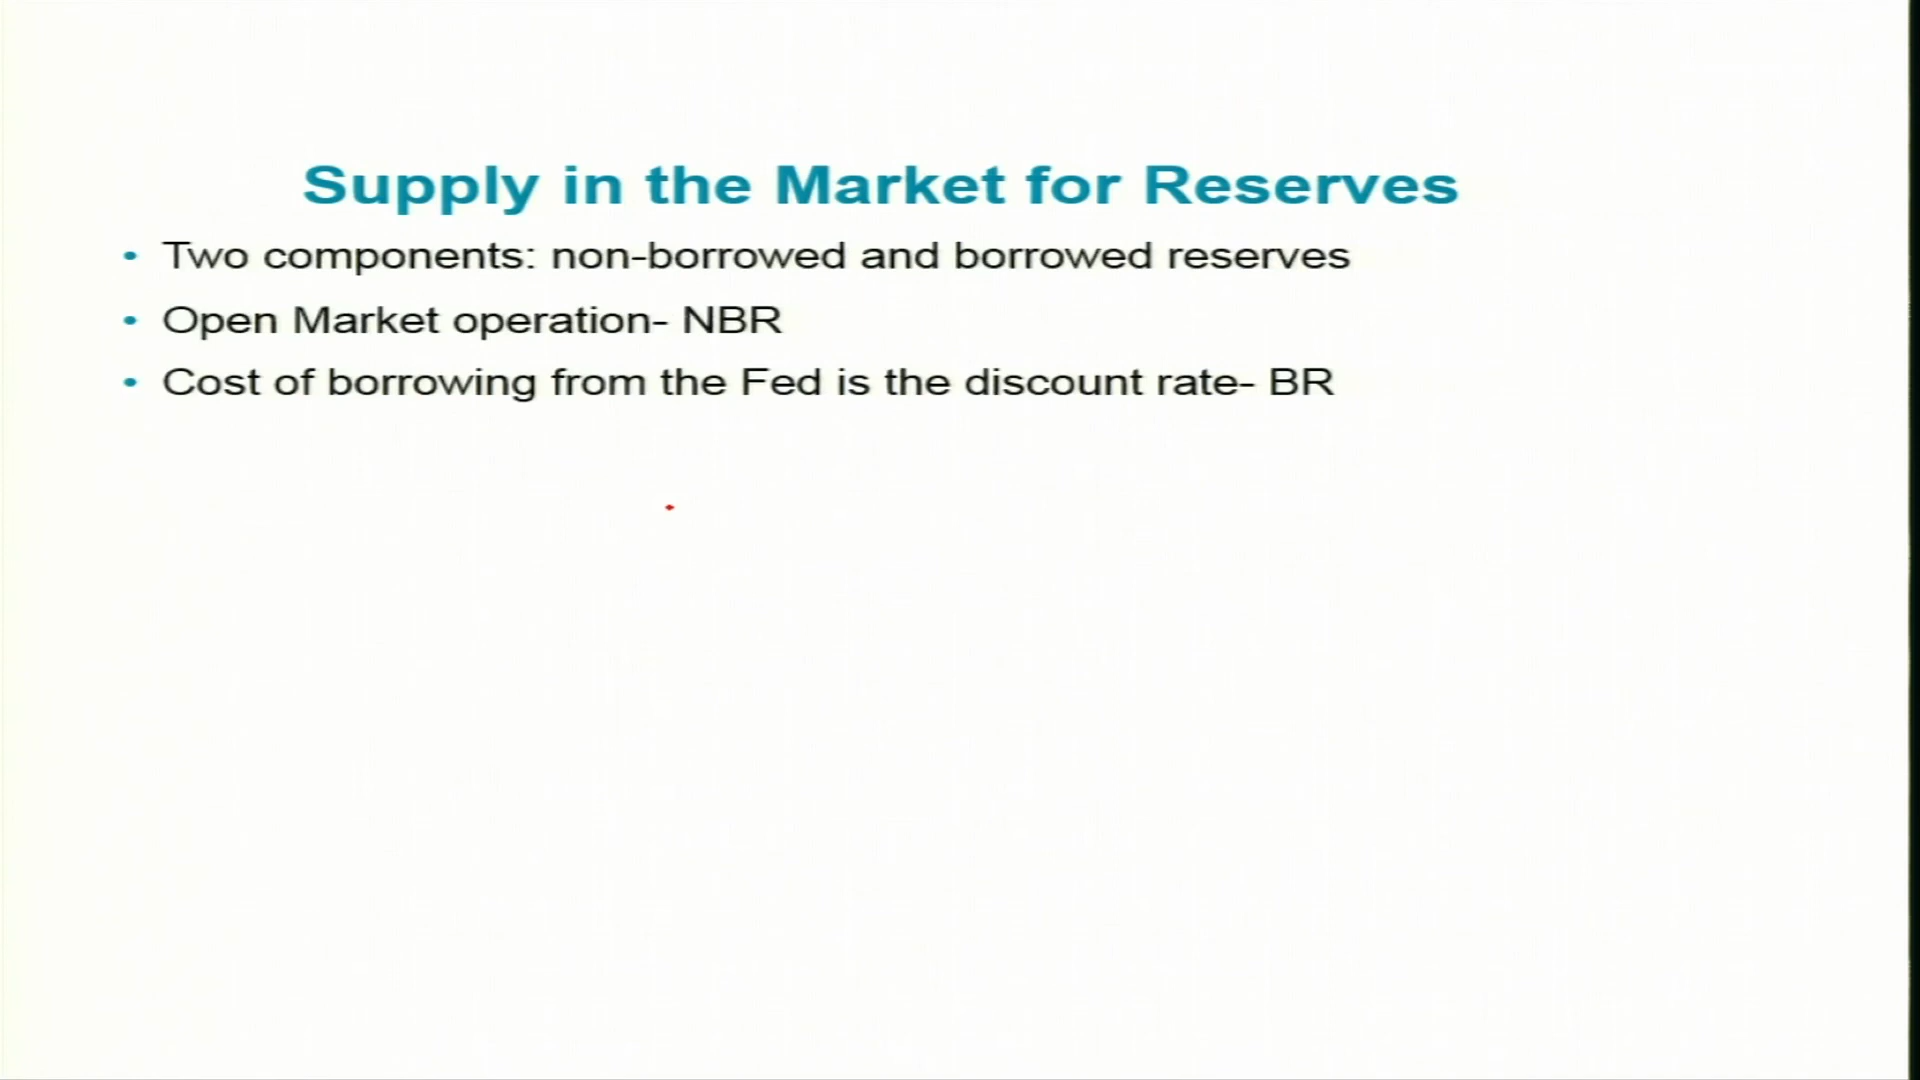 Supply in the Market for Reserves
• Two components: non-borrowed and borrowed reserves
• Open Market operation- NBR
• Cost of borrowing from the Fed is the discount rate- BR